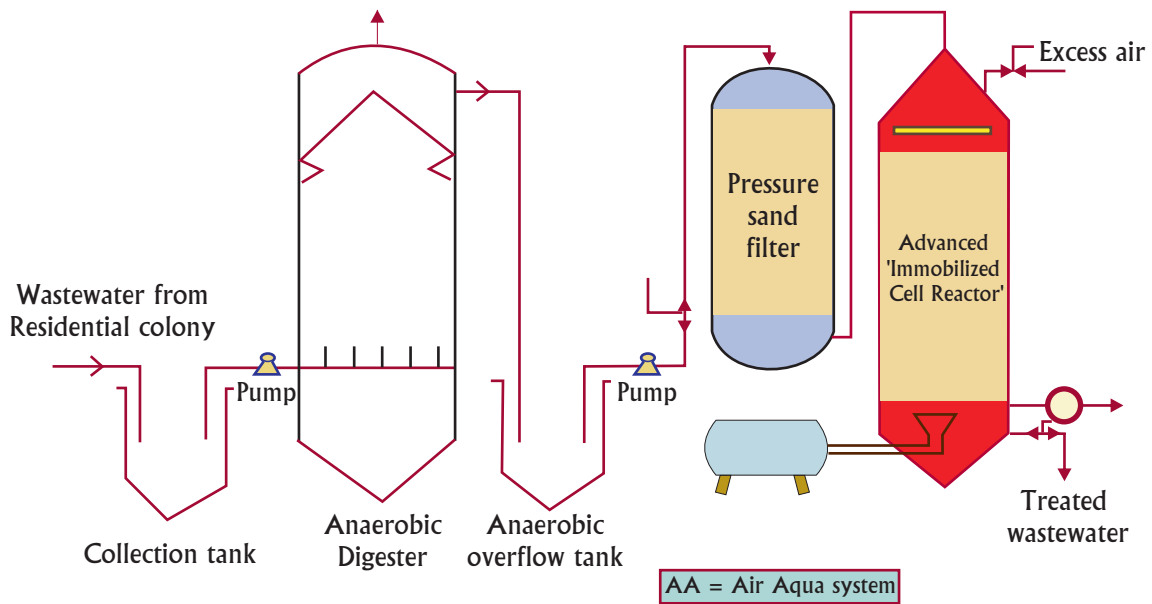 Excess air
Pressure
sand
filter
Advanced
'Immobilized
Cell Reactor'
Wastewater from
Residential colony
Pump
Pump
Collection tank
Anaerobic
Digester
Anaerobic
overflow tank
Treated
wastewater
AA = Air Aqua system